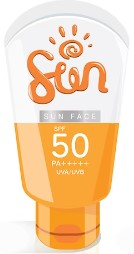 Sun
SUN FACE
SPF
50
PA+++++
UVA/UVB